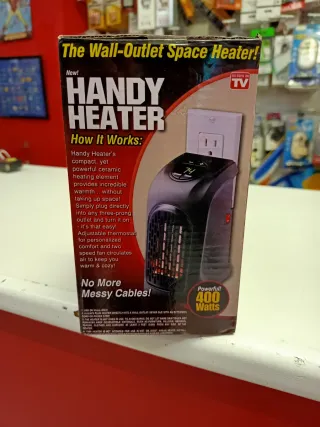 The Wall-Outlet Space Heater!
New!
AS SEEN ON
TV
HANDY
HEATER
How It Works:
Handy Heater's
compact, yet
powerful ceramic
heating element
provides incredible
warmth without
taking up space!
Simply plug directly
into any three-prong
outlet and turn it on
- it's that easy!
Adjustable thermostat
for personalized
comfort and two
speed fan circulates
air to keep you
warm & cozy!
No More
Messy Cables!
Powerful!
400
Watts